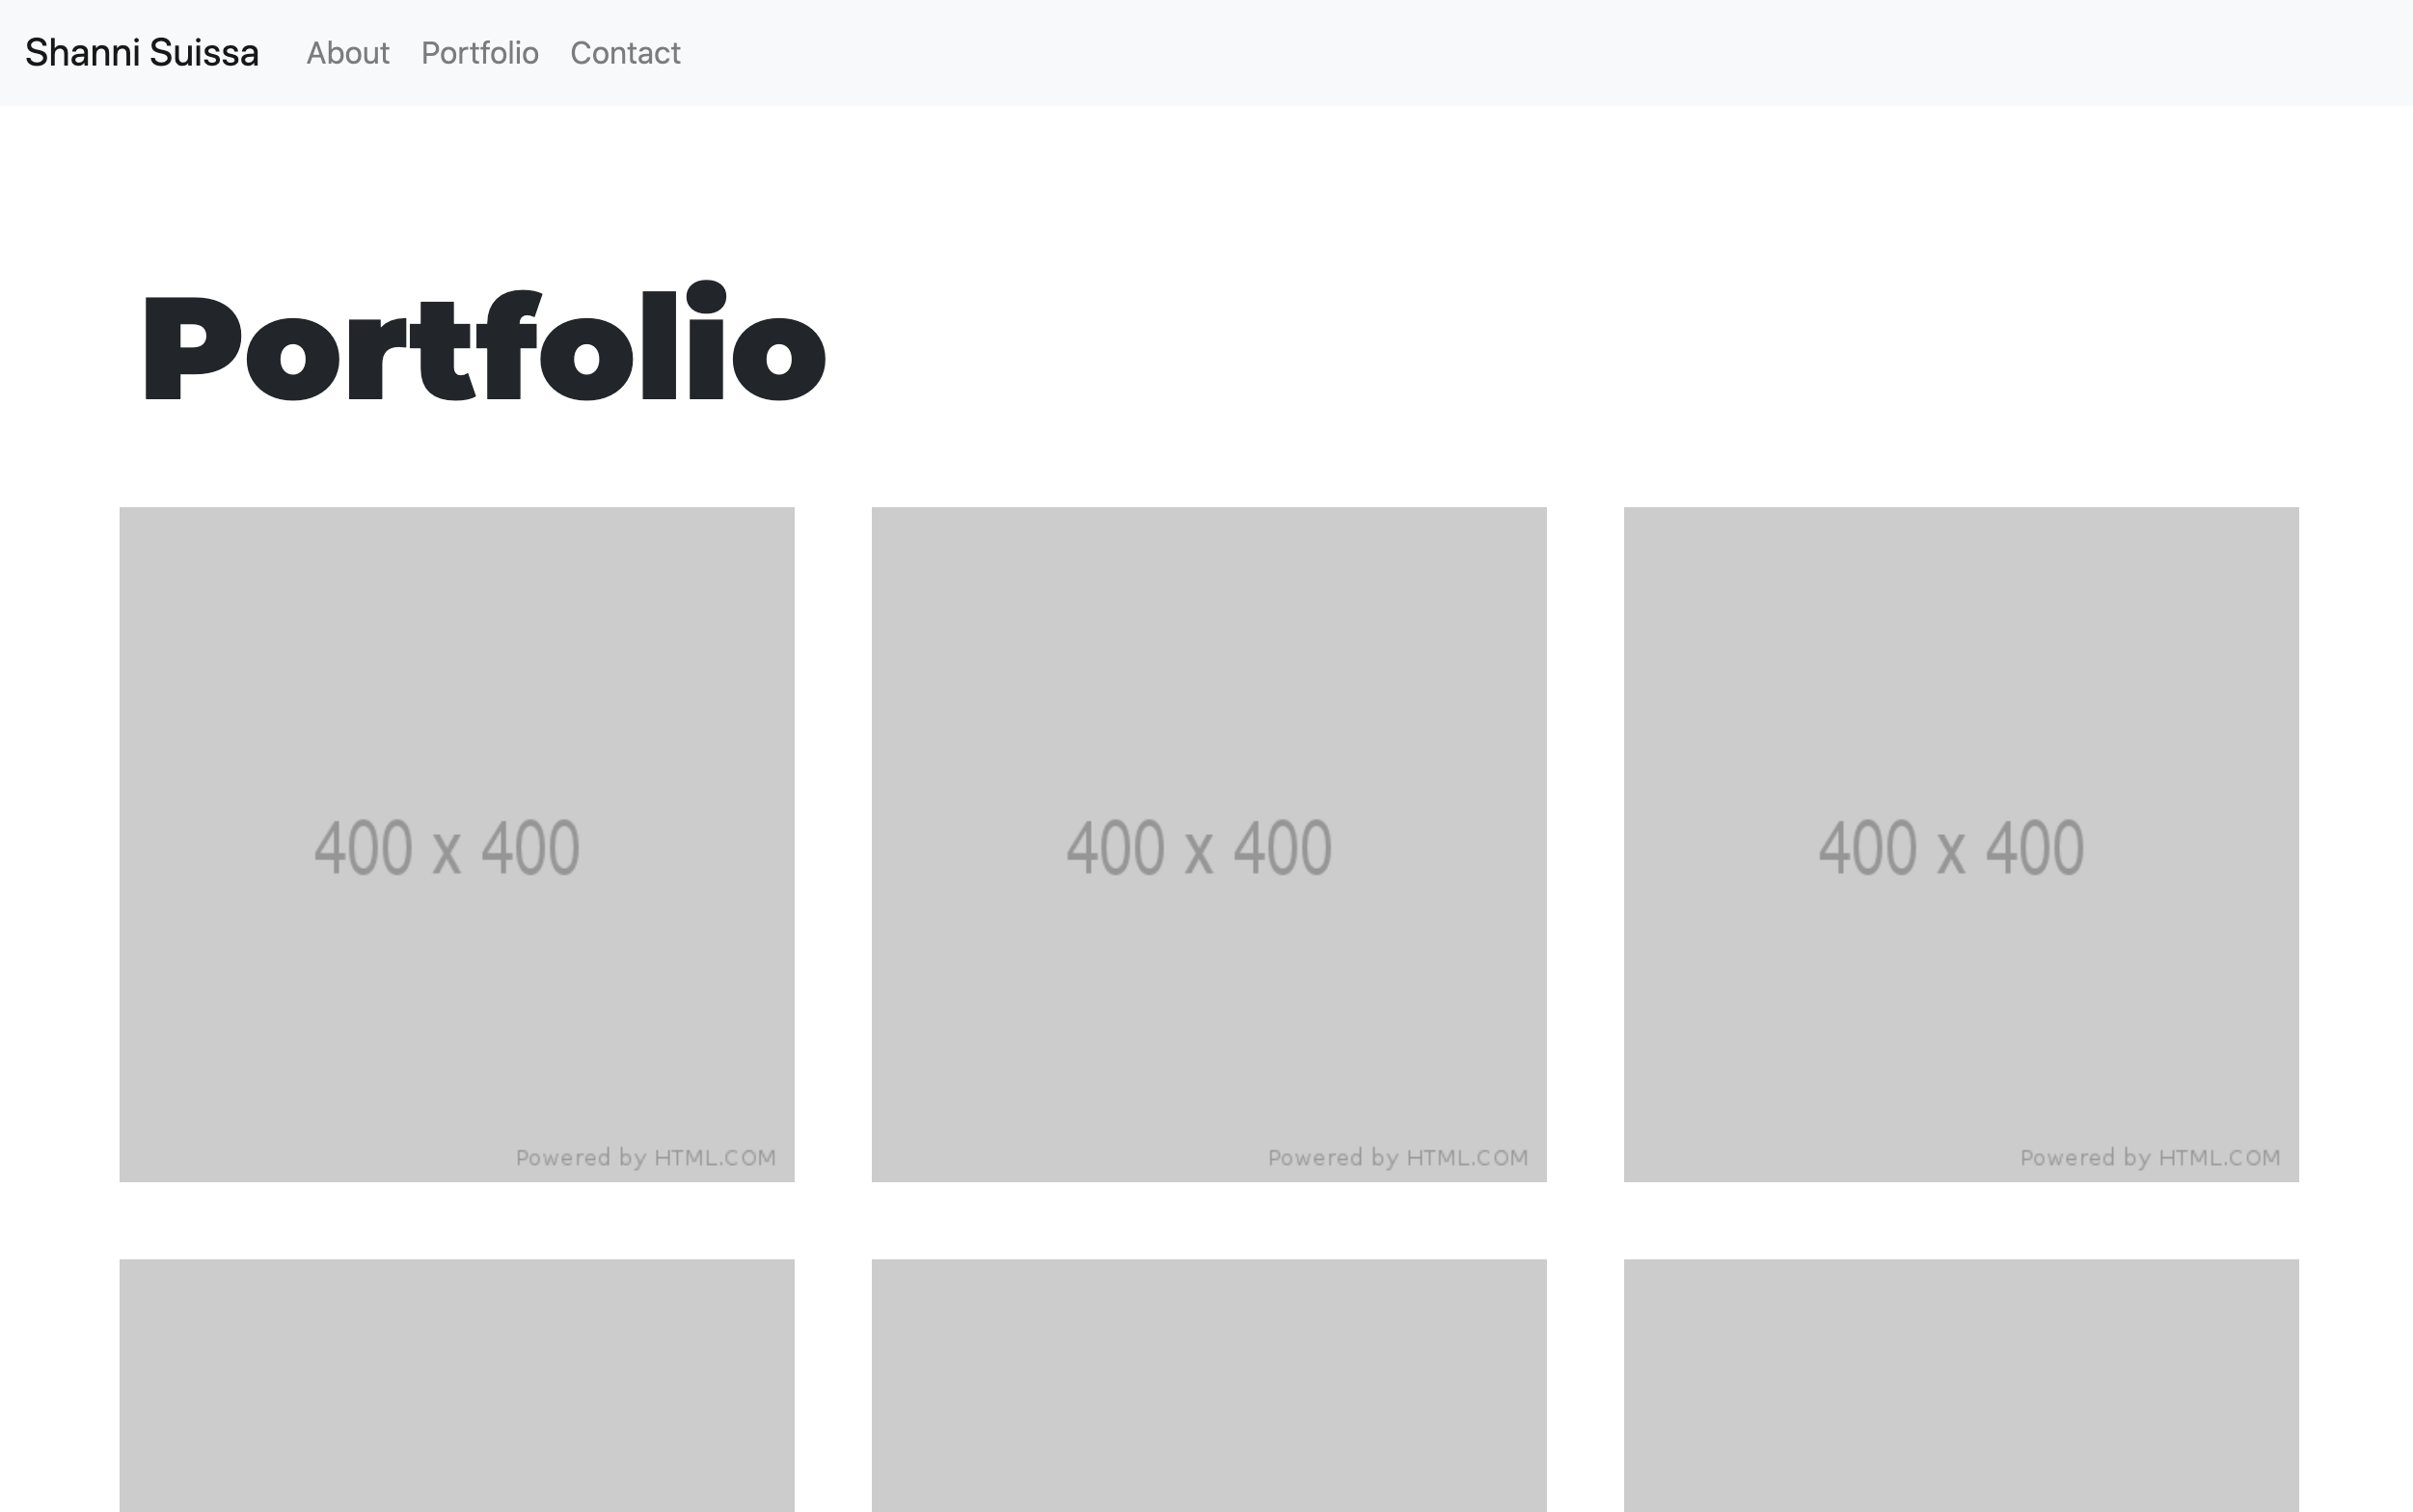 Shanni Suissa About Portfolio Contact
Portfolio
400 x 400 400 x 400 400 x 400
Powered by HTML.COM Powered by HTML.COM Powered by HTML.COM